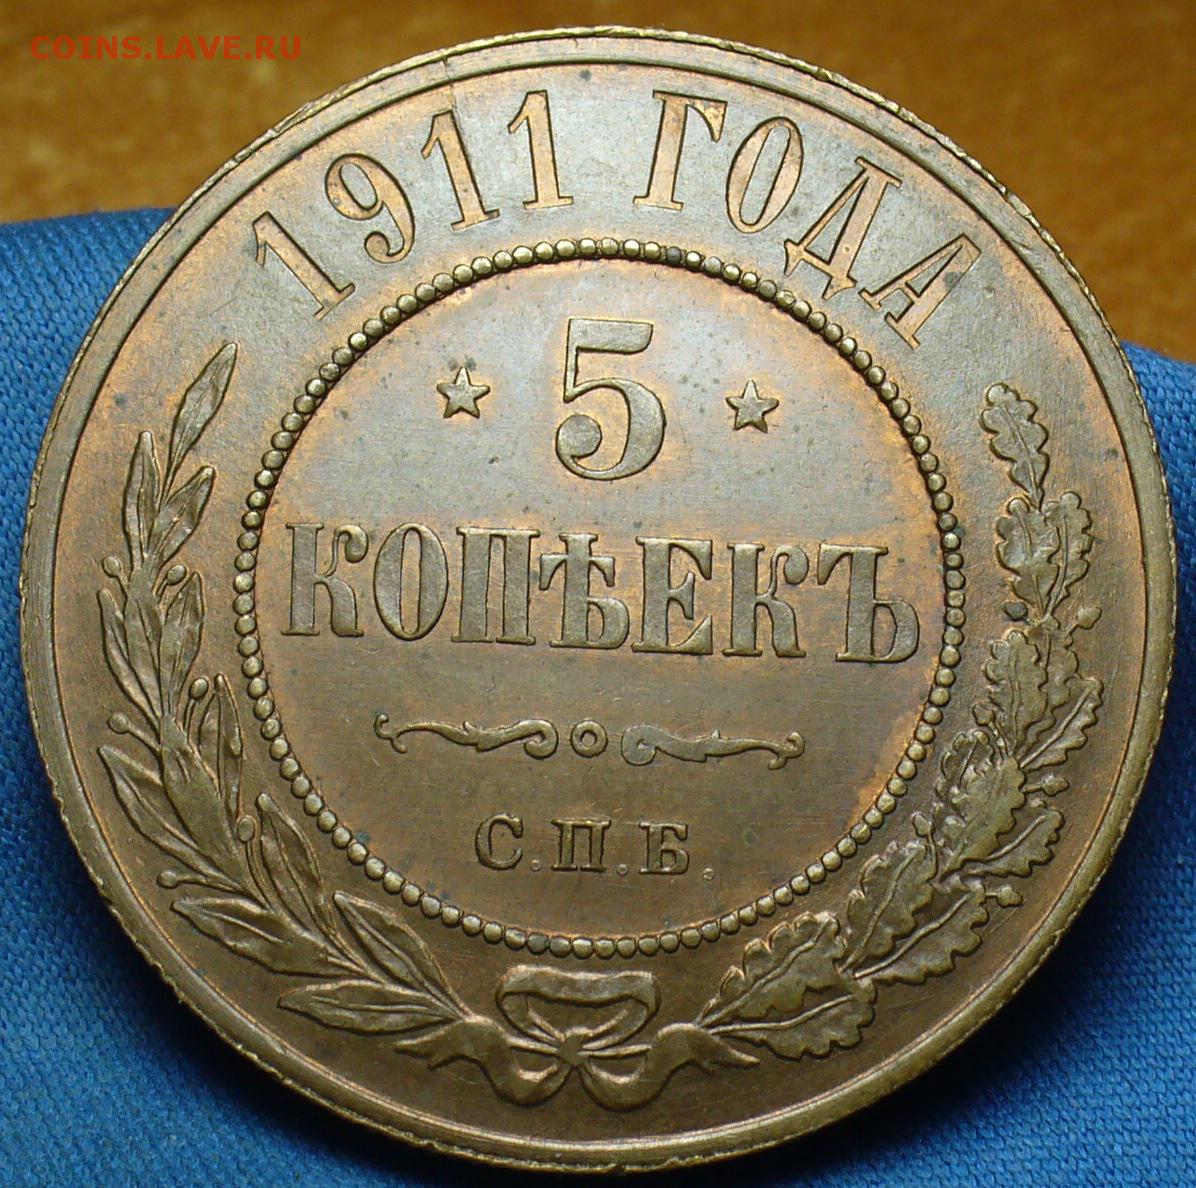 COINS.LAVE.RU
1911 ГОДА
5
КОПѢЕКЪ
С.П.Б.